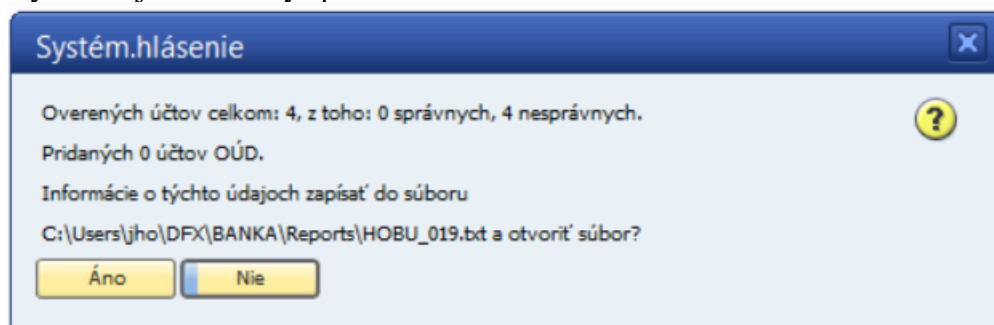 Systém.hlásenie
Overených účtov celkom: 4, z toho: 0 správnych, 4 nesprávnych.
Pridaných 0 účtov OÚD.
Informácie o týchto údajoch zapísať do súboru
C:\Users\jho\DFX\BANKA\Reports\HOBU_019.txt a otvoriť súbor?
Áno
Nie